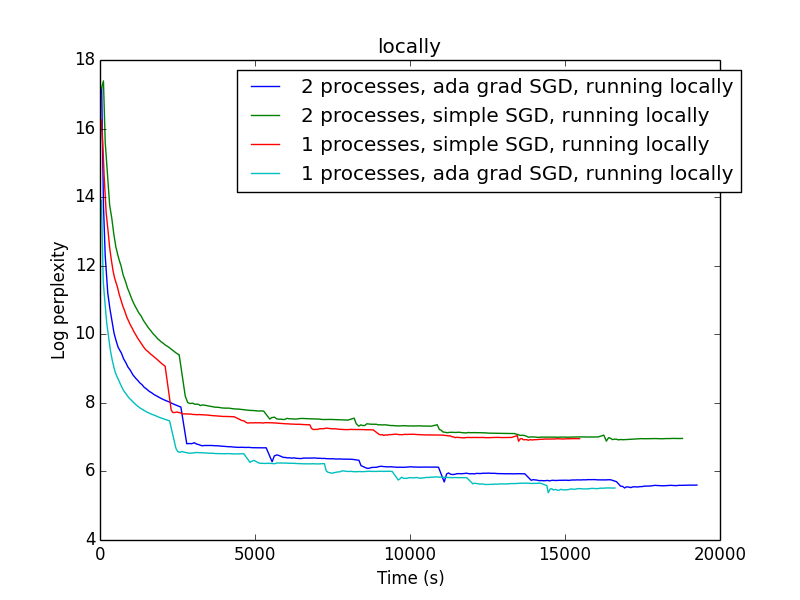 locally
18
16
14
12
10
8
6
4
Log perplexity
2 processes, ada grad SGD, running locally
2 processes, simple SGD, running locally
1 processes, simple SGD, running locally
1 processes, ada grad SGD, running locally
0 5000 10000 15000 20000
Time (s)